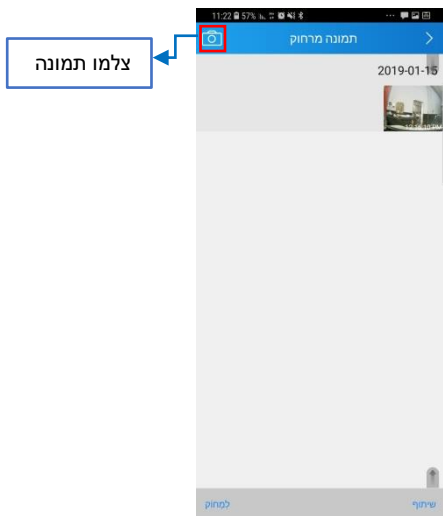 11:22 57%
תמונה מרחוק
צלמו תמונה
2019-01-15
שיתוף
למחוק